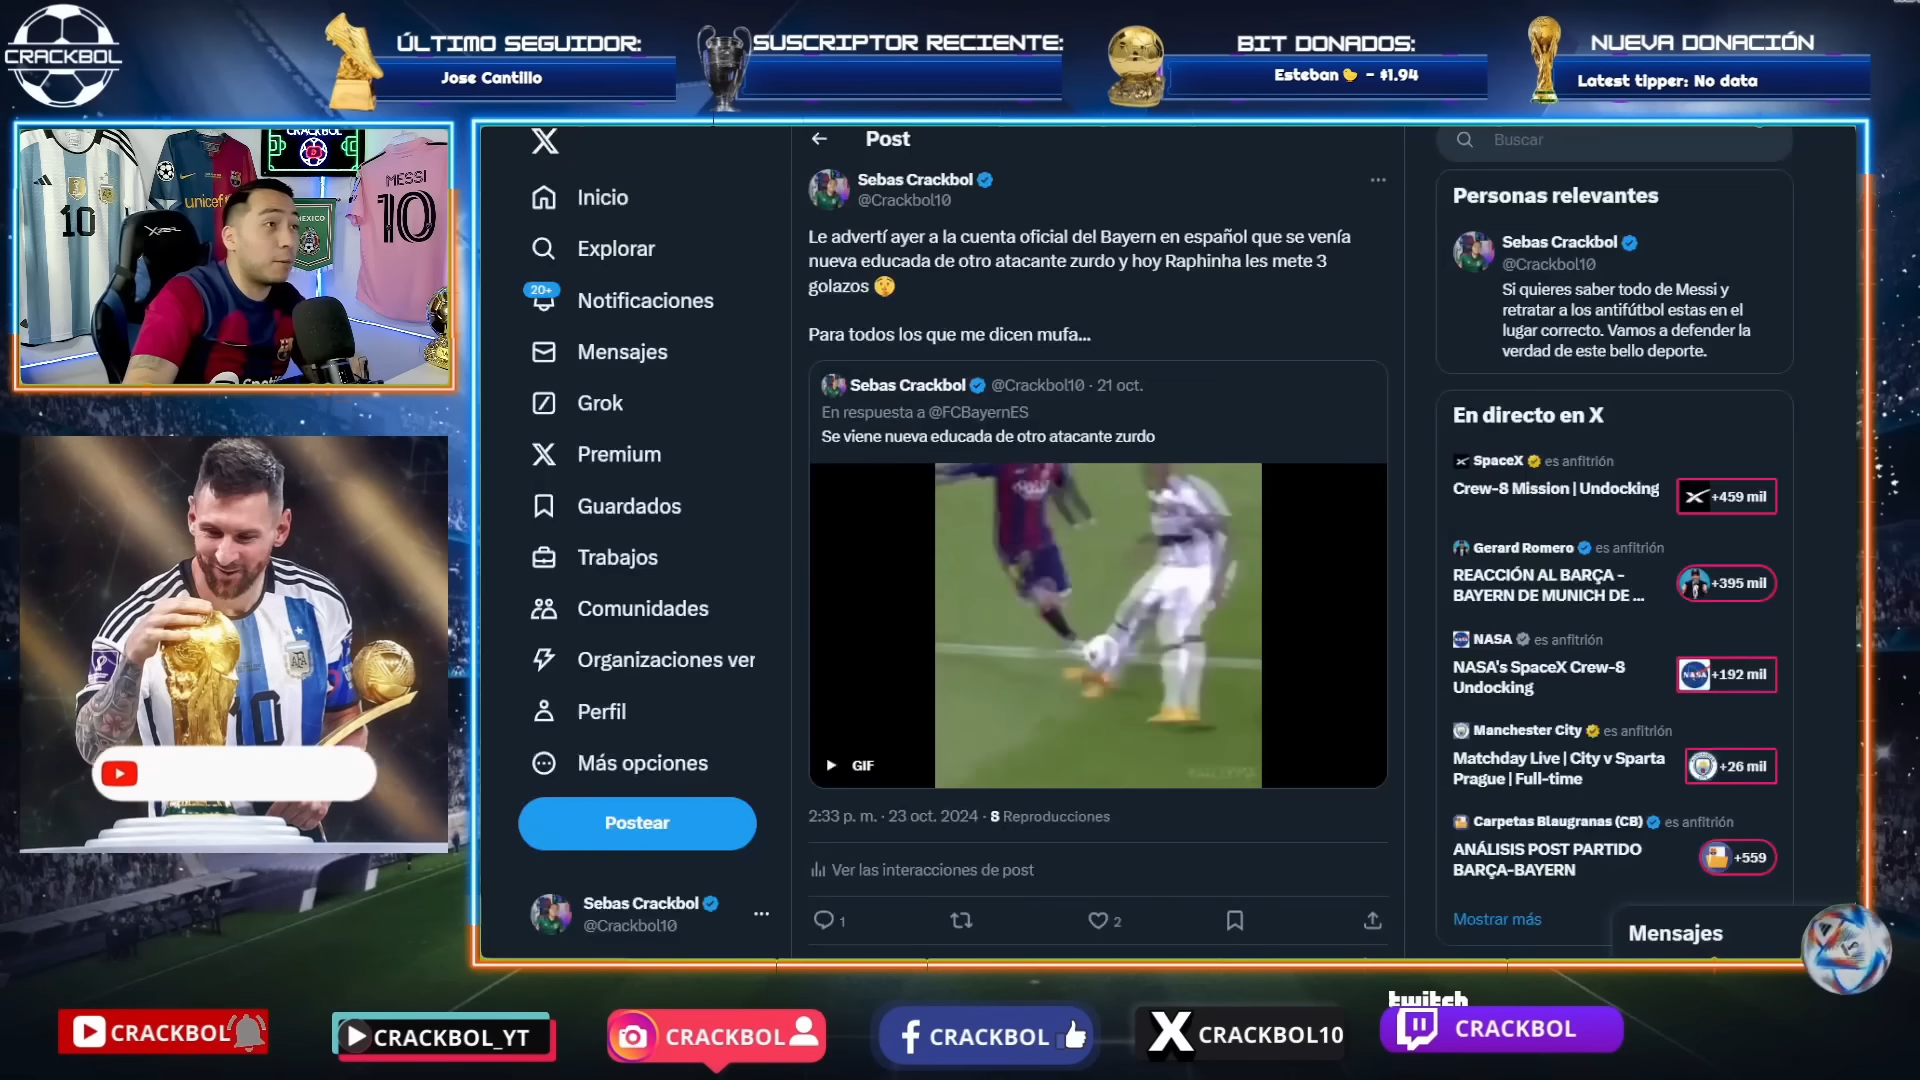 CRACKBOL
ÚLTIMO SEGUIDOR:
Jose Cantillo
SUSCRIPTOR RECIENTE:
BIT DONADOS:
Esteban 🐤 - $1.94
NUEVA DONACIÓN
Latest tipper: No data
CRACKBOL
10
unicef
XPEL
MEXICO
MESSI
10
10
AFA
Inicio
Explorar
20+
Notificaciones
Mensajes
Grok
Premium
Guardados
Trabajos
Comunidades
Organizaciones ver
Perfil
Más opciones
Postear
Sebas Crackbol
@Crackbol10
Post
Sebas Crackbol
@Crackbol10
Le advertí ayer a la cuenta oficial del Bayern en español que se venía
nueva educada de otro atacante zurdo y hoy Raphinha les mete 3
golazos 🤫
Para todos los que me dicen mufa...
Sebas Crackbol @Crackbol10 · 21 oct.
En respuesta a @FCBayernES
Se viene nueva educada de otro atacante zurdo
GIF
2:33 p. m. · 23 oct. 2024 · 8 Reproducciones
Ver las interacciones de post
1
2
Buscar
Personas relevantes
Sebas Crackbol
@Crackbol10
Si quieres saber todo de Messi y
retratar a los antifútbol estas en el
lugar correcto. Vamos a defender la
verdad de este bello deporte.
En directo en X
SpaceX es anfitrión
Crew-8 Mission | Undocking
+459 mil
Gerard Romero es anfitrión
REACCIÓN AL BARÇA -
BAYERN DE MUNICH DE ...
+395 mil
NASA es anfitrión
NASA's SpaceX Crew-8
Undocking
NASA
+192 mil
Manchester City es anfitrión
Matchday Live | City v Sparta
Prague | Full-time
+26 mil
Carpetas Blaugranas (CB) es anfitrión
ANÁLISIS POST PARTIDO
BARÇA-BAYERN
+559
Mostrar más
Mensajes
CRACKBOL
CRACKBOL_YT
CRACKBOL
CRACKBOL
CRACKBOL10
twitch
CRACKBOL